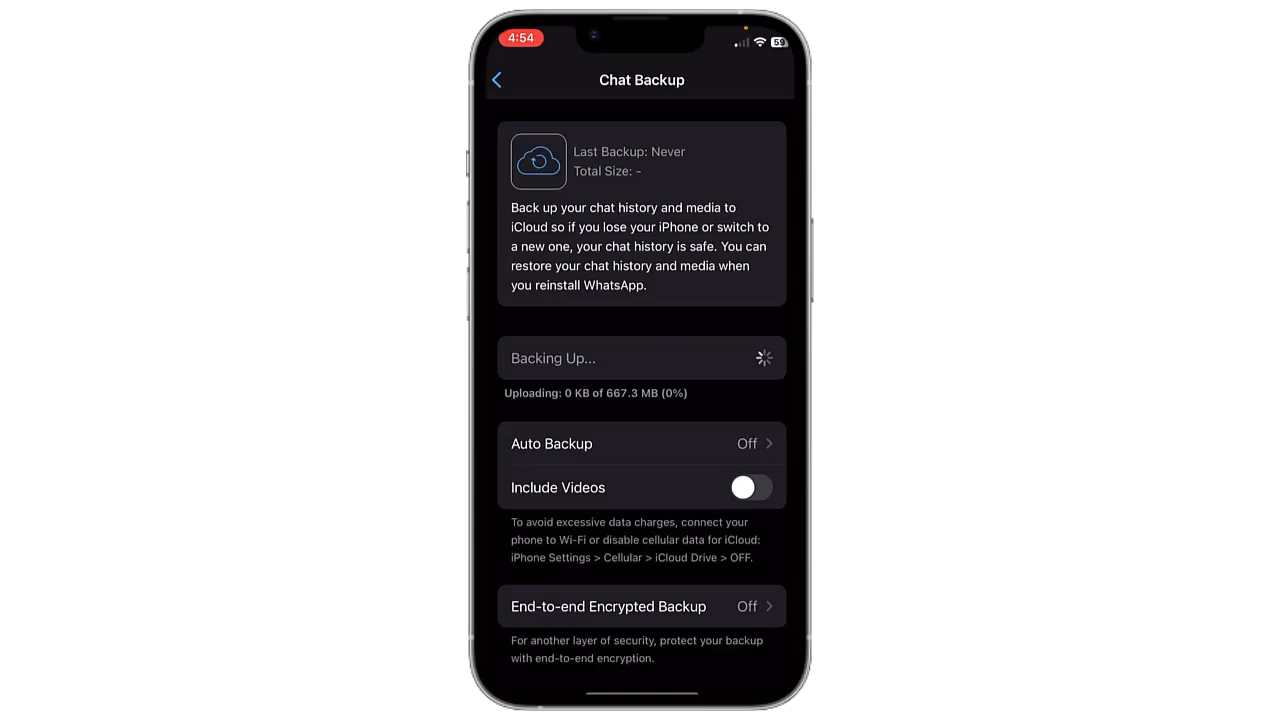 4:54
59
Chat Backup
Last Backup: Never
Total Size: -
Back up your chat history and media to
iCloud so if you lose your iPhone or switch to
a new one, your chat history is safe. You can
restore your chat history and media when
you reinstall WhatsApp.
Backing Up...
Uploading: 0 KB of 667.3 MB (0%)
Auto Backup Off
Include Videos
To avoid excessive data charges, connect your
phone to Wi-Fi or disable cellular data for iCloud:
iPhone Settings > Cellular > iCloud Drive > OFF.
End-to-end Encrypted Backup Off
For another layer of security, protect your backup
with end-to-end encryption.